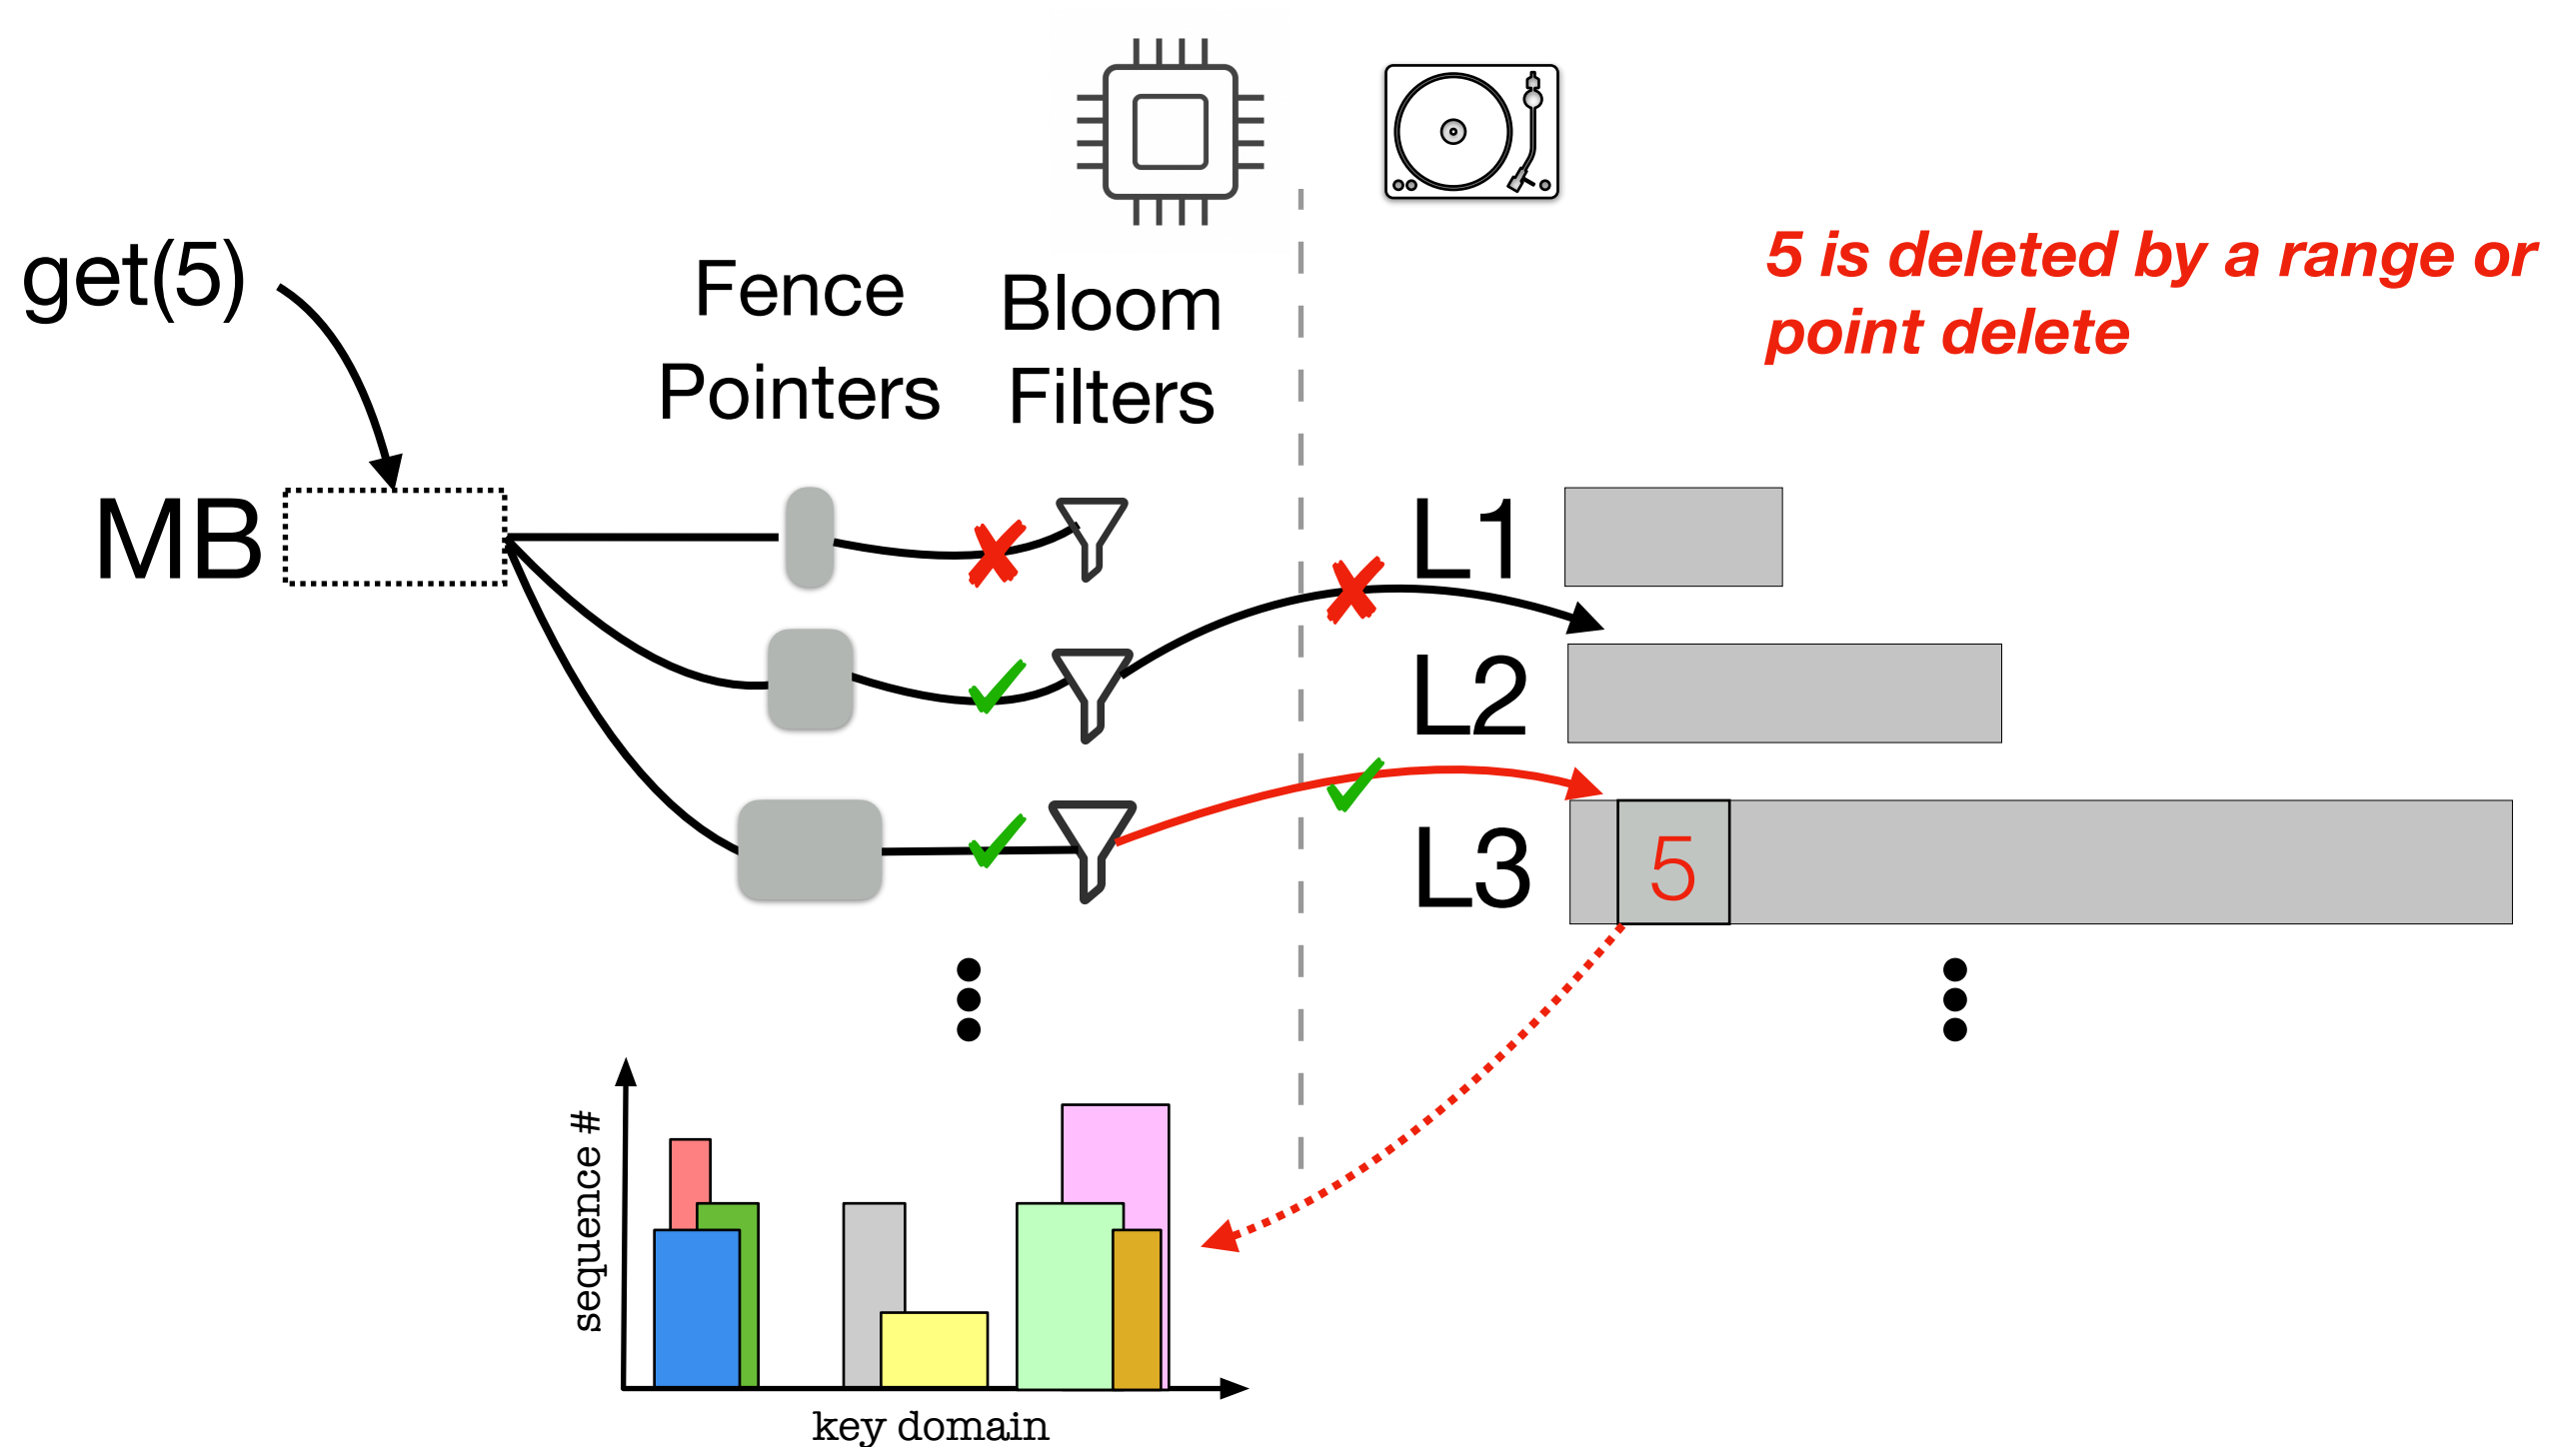 get(5)
Fence
Pointers
Bloom
Filters
5 is deleted by a range or
point delete
MB
L1
L2
L3
5
sequence #
key domain